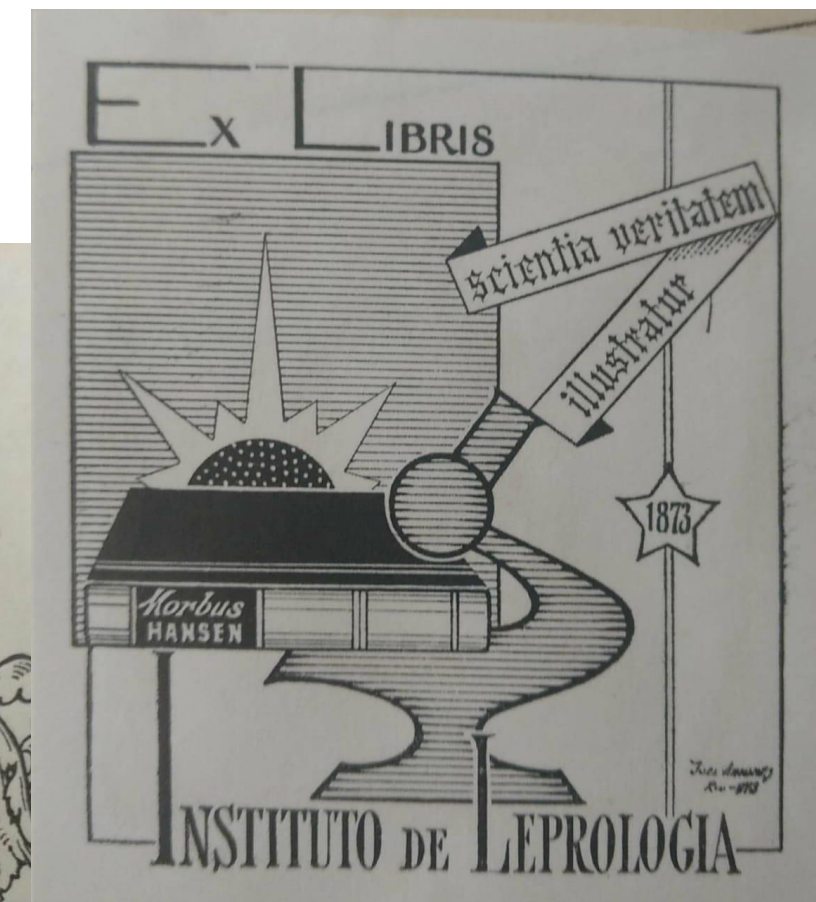 EX LIBRIS
scientia veritatem
illustratur
1873
Morbus
HANSEN
INSTITUTO DE LEPROLOGIA